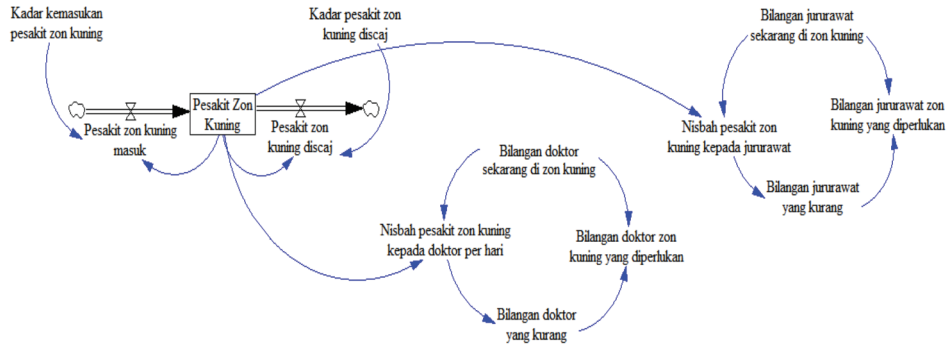 Kadar kemasukan
pesakit zon kuning
Kadar pesakit zon
kuning discaj
Bilangan jururawat
sekarang di zon kuning
Pesakit Zon
Kuning
Pesakit zon kuning
masuk
Pesakit zon
kuning discaj
Nisbah pesakit zon
kuning kepada jururawat
Bilangan jururawat zon
kuning yang diperlukan
Bilangan jururawat
yang kurang
Bilangan doktor
sekarang di zon kuning
Nisbah pesakit zon kuning
kepada doktor per hari
Bilangan doktor zon
kuning yang diperlukan
Bilangan doktor
yang kurang